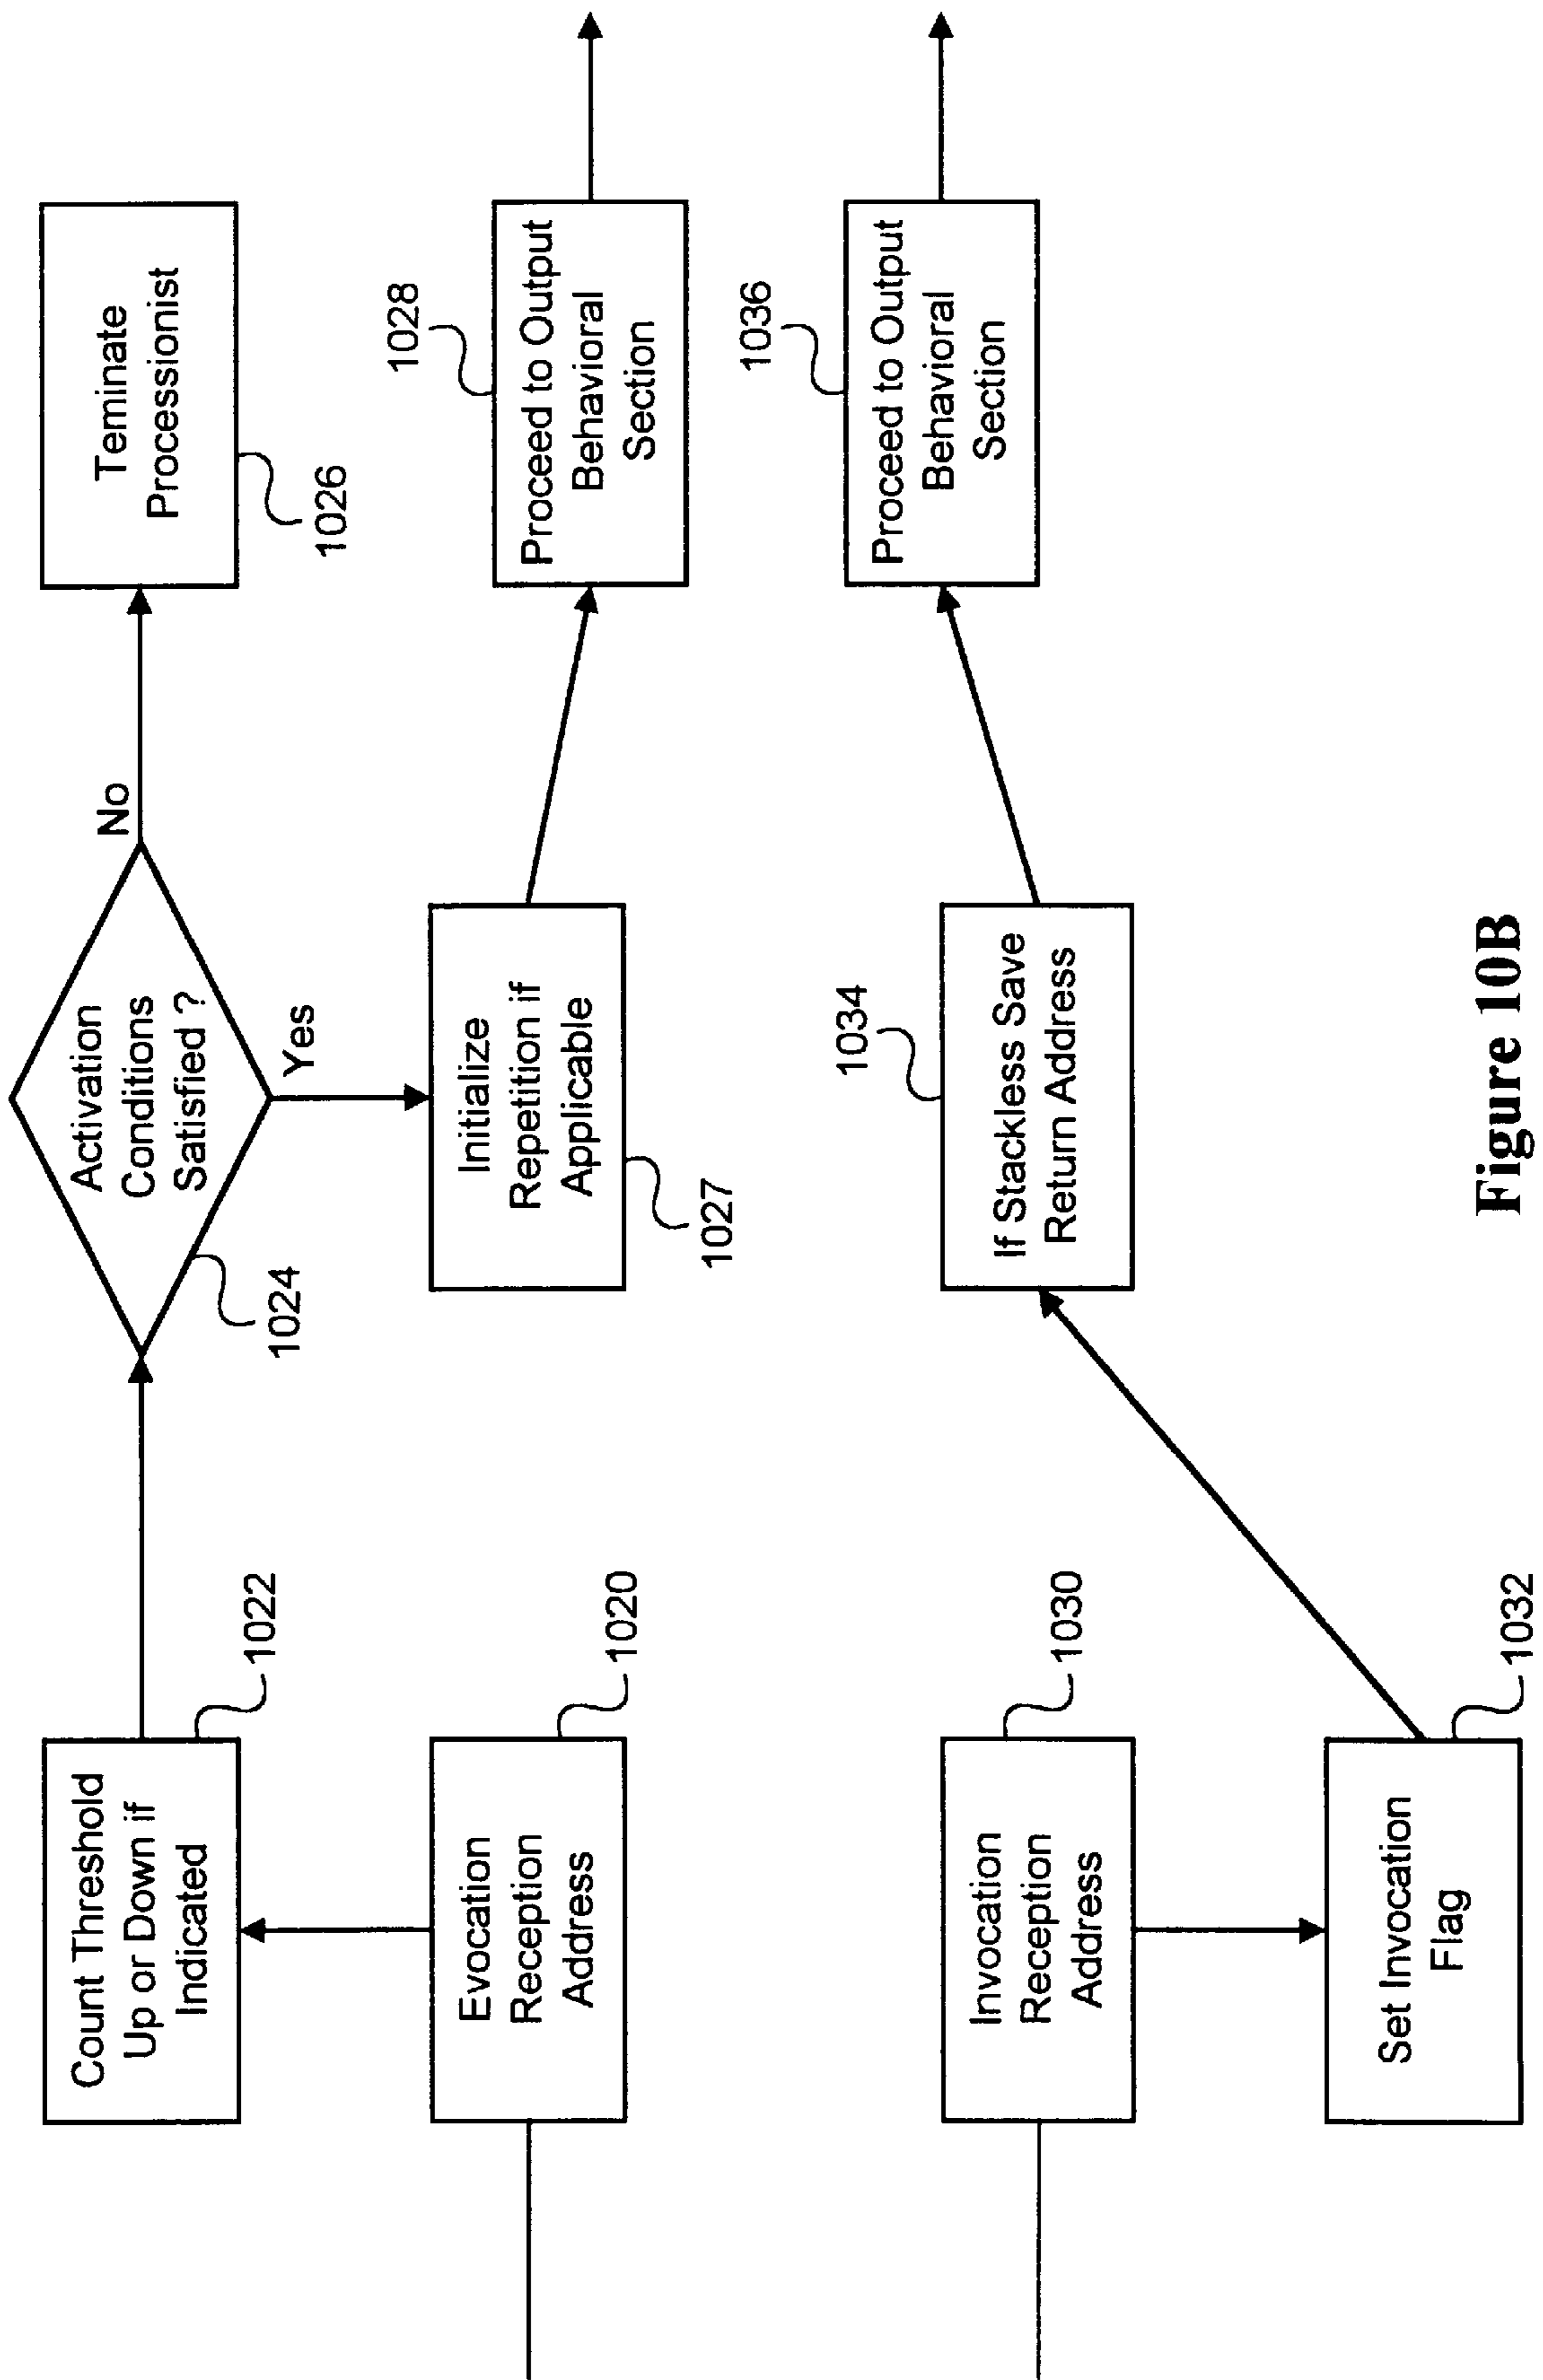 Count Threshold
Up or Down if
Indicated
1022
Activation
Conditions
Satisfied ?
1024
No
Yes
Teminate
Processionist
1026
Evocation
Reception
Address
1020
Initialize
Repetition if
Applicable
1027
Proceed to Output
Behavioral
Section
1028
Invocation
Reception
Address
1030
Set Invocation
Flag
1032
If Stackless Save
Return Address
1034
Proceed to Output
Behavioral
Section
1036
Figure 10B